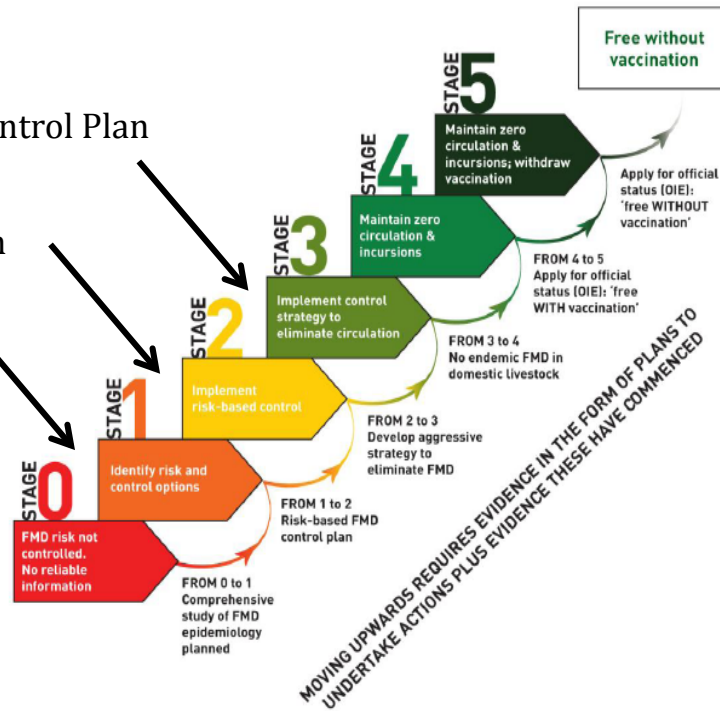 Free without
vaccination
STAGE 5
Maintain zero
circulation &
incursions; withdraw
vaccination
Apply for official
status (OIE):
‘free WITHOUT
vaccination’
STAGE 4
Maintain zero
circulation &
incursions
FROM 4 to 5
Apply for official
status (OIE): ‘free
WITH vaccination’
ntrol Plan
STAGE 3
Implement control
strategy to
eliminate circulation
FROM 3 to 4
No endemic FMD in
domestic livestock
STAGE 2
Implement
risk-based control
FROM 2 to 3
Develop aggressive
strategy to
eliminate FMD
STAGE 1
Identify risk and
control options
FROM 1 to 2
Risk-based FMD
control plan
STAGE 0
FMD risk not
controlled.
No reliable
information
FROM 0 to 1
Comprehensive
study of FMD
epidemiology
planned
MOVING UPWARDS REQUIRES EVIDENCE IN THE FORM OF PLANS TO
UNDERTAKE ACTIONS PLUS EVIDENCE THESE HAVE COMMENCED